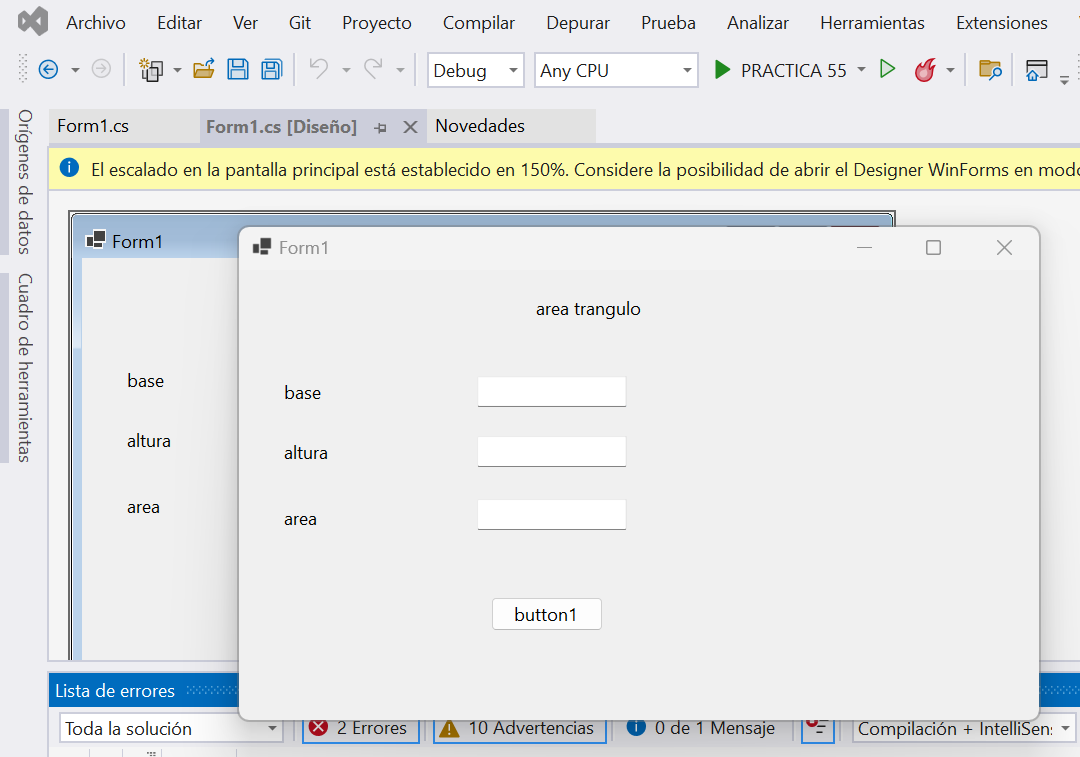 Archivo Editar Ver Git Proyecto Compilar Depurar Prueba Analizar Herramientas Extensiones
Debug Any CPU PRACTICA 55
Orígenes de datos
Cuadro de herramientas
Form1.cs Form1.cs [Diseño] Novedades
El escalado en la pantalla principal está establecido en 150%. Considere la posibilidad de abrir el Designer WinForms en modo
Form1
base
altura
area
Form1
area trangulo
base
altura
area
button1
Lista de errores
Toda la solución 2 Errores 10 Advertencias 0 de 1 Mensaje Compilación + IntelliSen